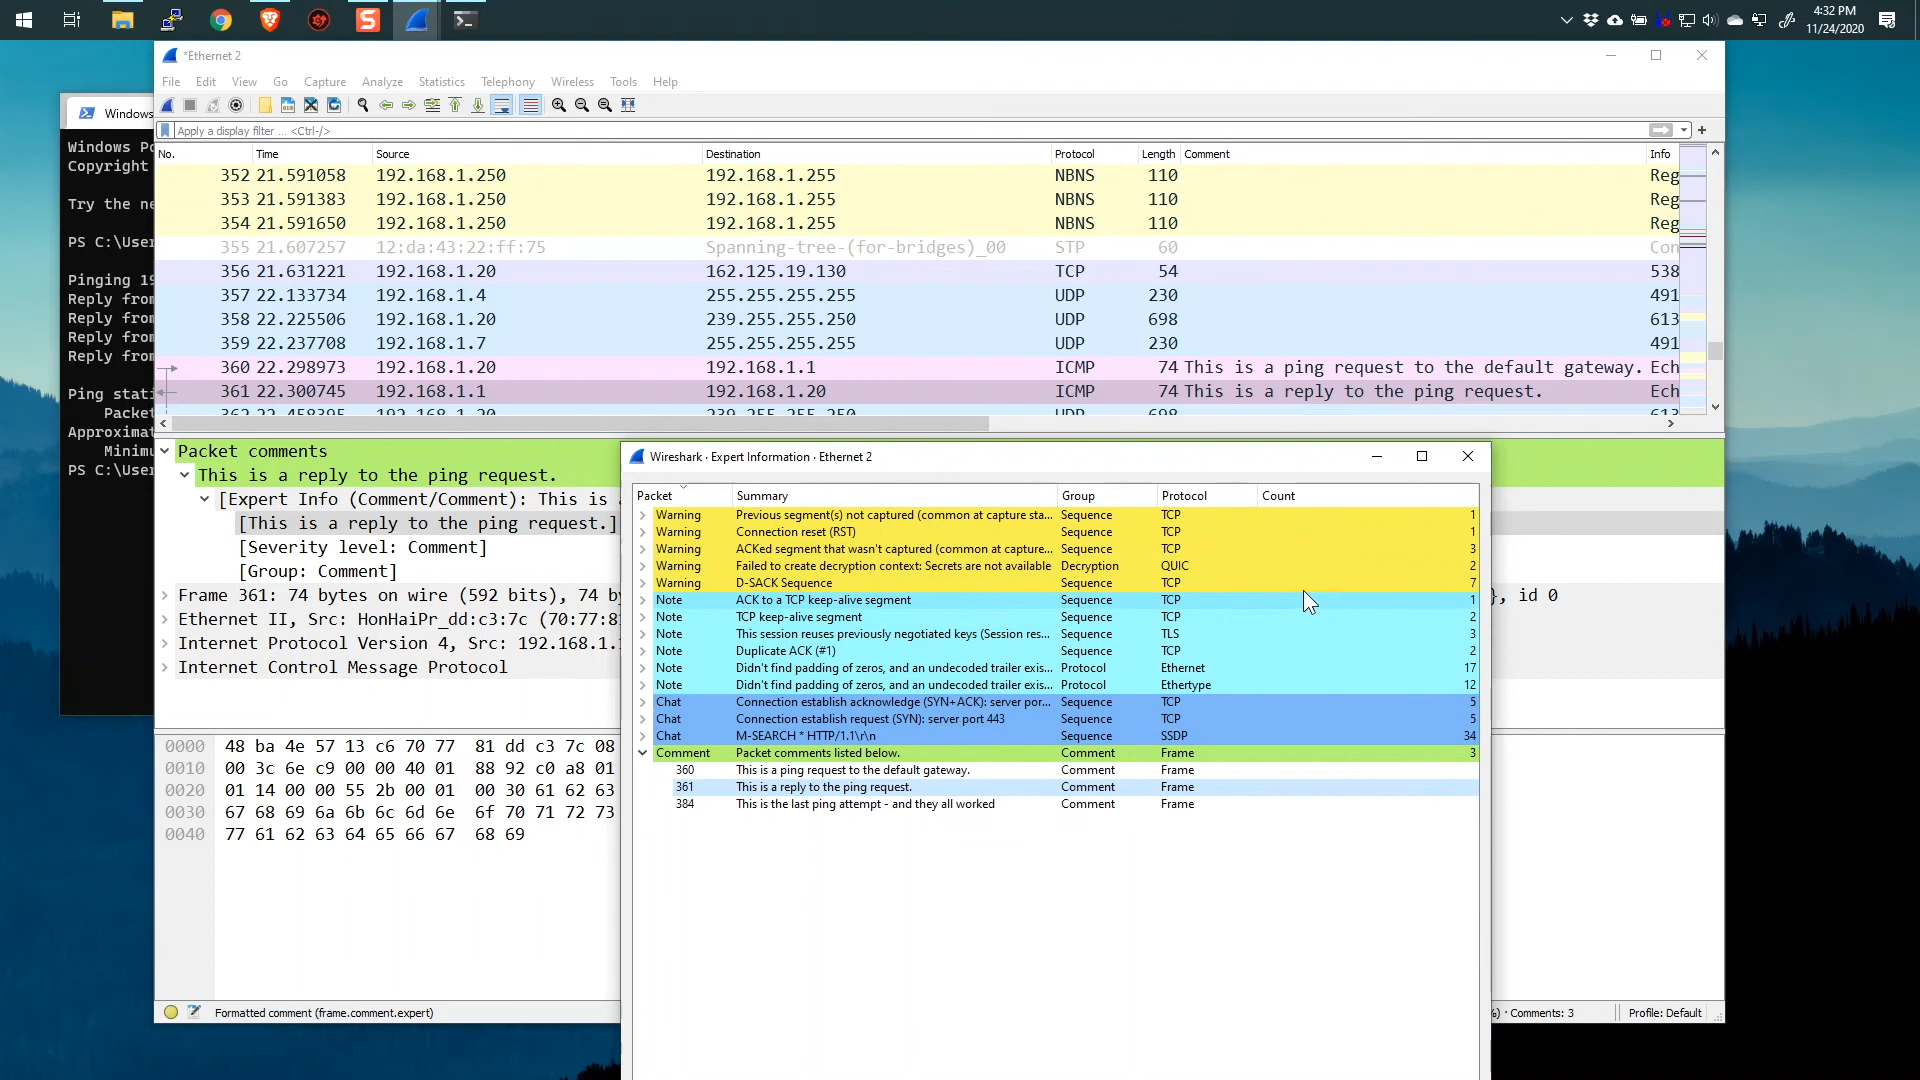 4:32 PM
11/24/2020
*Ethernet 2
File Edit View Go Capture Analyze Statistics Telephony Wireless Tools Help
Apply a display filter ... <Ctrl-/>
No. Time Source Destination Protocol Length Comment Info
352 21.591058 192.168.1.250 192.168.1.255 NBNS 110 Reg
353 21.591383 192.168.1.250 192.168.1.255 NBNS 110 Reg
354 21.591650 192.168.1.250 192.168.1.255 NBNS 110 Reg
355 21.607257 12:da:43:22:ff:75 Spanning-tree-(for-bridges)_00 STP 60 Con
356 21.631221 192.168.1.20 162.125.19.130 TCP 54 538
357 22.133734 192.168.1.4 255.255.255.255 UDP 230 491
358 22.225506 192.168.1.20 239.255.255.250 UDP 698 613
359 22.237708 192.168.1.7 255.255.255.255 UDP 230 491
360 22.298973 192.168.1.20 192.168.1.1 ICMP 74 This is a ping request to the default gateway. Ech
361 22.300745 192.168.1.1 192.168.1.20 ICMP 74 This is a reply to the ping request. Ech
362 22.458395 192.168.1.20 239.255.255.250 UDP 698 613
Windows
Windows Po
Copyright
Try the ne
PS C:\User
Pinging 19
Reply from
Reply from
Reply from
Reply from
Ping stati
Packet
Approximat
Minimu
PS C:\User
Packet comments
This is a reply to the ping request.
[Expert Info (Comment/Comment): This is
[This is a reply to the ping request.]
[Severity level: Comment]
[Group: Comment]
Frame 361: 74 bytes on wire (592 bits), 74 by
}, id 0
Ethernet II, Src: HonHaiPr_dd:c3:7c (70:77:8
Internet Protocol Version 4, Src: 192.168.1.
Internet Control Message Protocol
0000 48 ba 4e 57 13 c6 70 77 81 dd c3 7c 08
0010 00 3c 6e c9 00 00 40 01 88 92 c0 a8 01
0020 01 14 00 00 55 2b 00 01 00 30 61 62 63
0030 67 68 69 6a 6b 6c 6d 6e 6f 70 71 72 73
0040 77 61 62 63 64 65 66 67 68 69
Wireshark · Expert Information · Ethernet 2
Packet Summary Group Protocol Count
Warning Previous segment(s) not captured (common at capture sta... Sequence TCP 1
Warning Connection reset (RST) Sequence TCP 1
Warning ACKed segment that wasn't captured (common at capture... Sequence TCP 3
Warning Failed to create decryption context: Secrets are not available Decryption QUIC 2
Warning D-SACK Sequence Sequence TCP 7
Note ACK to a TCP keep-alive segment Sequence TCP 1
Note TCP keep-alive segment Sequence TCP 2
Note This session reuses previously negotiated keys (Session res... Sequence TLS 3
Note Duplicate ACK (#1) Sequence TCP 2
Note Didn't find padding of zeros, and an undecoded trailer exis... Protocol Ethernet 17
Note Didn't find padding of zeros, and an undecoded trailer exis... Protocol Ethertype 12
Chat Connection establish acknowledge (SYN+ACK): server por... Sequence TCP 5
Chat Connection establish request (SYN): server port 443 Sequence TCP 5
Chat M-SEARCH * HTTP/1.1\r\n Sequence SSDP 34
Comment Packet comments listed below. Comment Frame 3
360 This is a ping request to the default gateway. Comment Frame
361 This is a reply to the ping request. Comment Frame
384 This is the last ping attempt - and they all worked Comment Frame
Formatted comment (frame.comment.expert)
%) · Comments: 3
Profile: Default